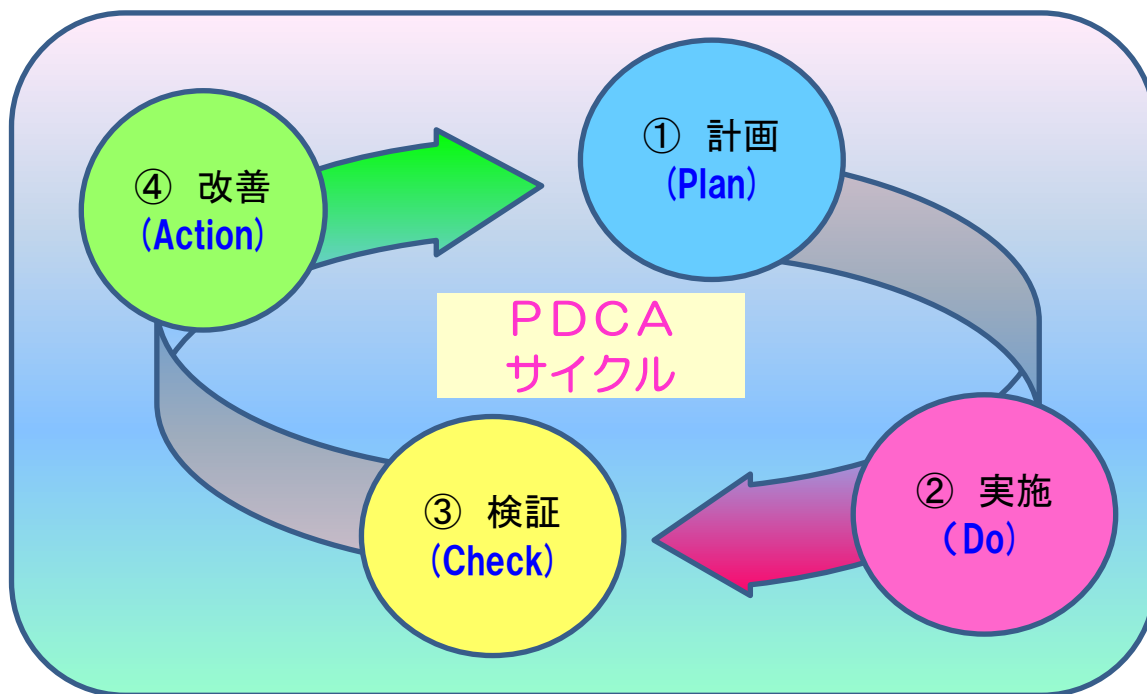 ① 計画
(Plan)
④ 改善
(Action)
PDCA
サイクル
② 実施
(Do)
③ 検証
(Check)